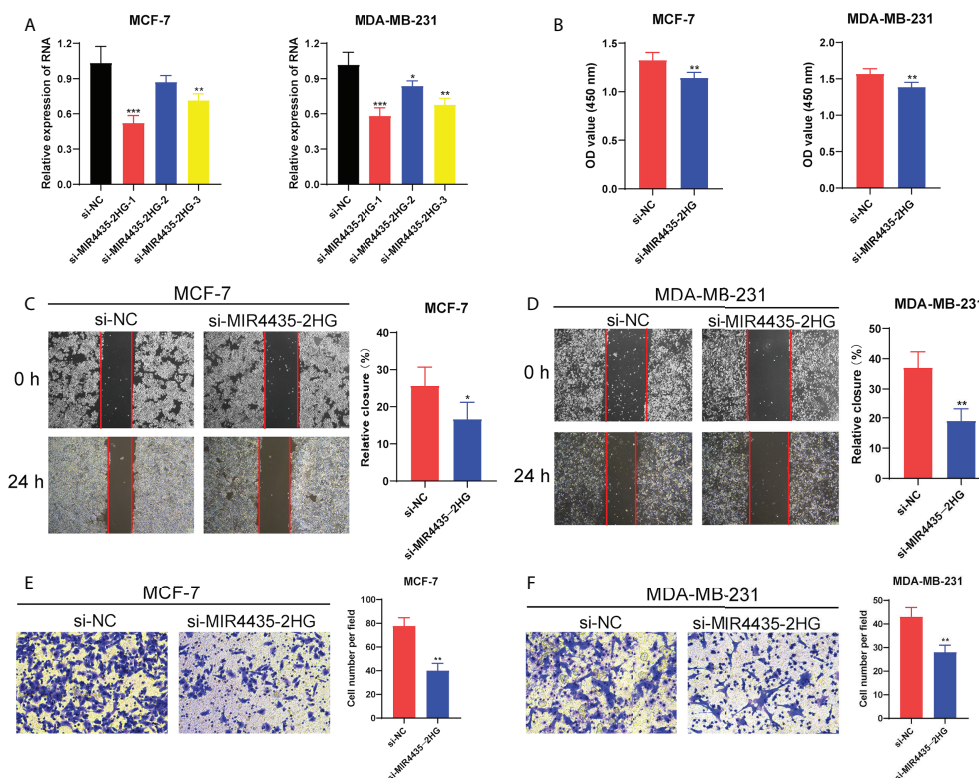 A
MCF-7
Relative expression of RNA
1.2
0.9
0.6
0.3
0.0
***
**
si-NC
si-MIR4435-2HG-1
si-MIR4435-2HG-2
si-MIR4435-2HG-3
MDA-MB-231
Relative expression of RNA
1.2
0.9
0.6
0.3
0.0
***
*
**
si-NC
si-MIR4435-2HG-1
si-MIR4435-2HG-2
si-MIR4435-2HG-3
B
MCF-7
OD value (450 nm)
1.5
1.0
0.5
0.0
**
si-NC
si-MIR4435-2HG
MDA-MB-231
OD value (450 nm)
2.0
1.5
1.0
0.5
0.0
**
si-NC
si-MIR4435-2HG
C
MCF-7
si-NC
si-MIR4435-2HG
0 h
24 h
MCF-7
Relative closure (%)
40
30
20
10
0
*
si-NC
si-MIR4435-2HG
D
MDA-MB-231
si-NC
si-MIR4435-2HG
0 h
24 h
MDA-MB-231
Relative closure (%)
50
40
30
20
10
0
**
si-NC
si-MIR4435-2HG
E
MCF-7
si-NC
si-MIR4435-2HG
MCF-7
Cell number per field
100
80
60
40
20
0
**
si-NC
si-MIR4435-2HG
F
MDA-MB-231
si-NC
si-MIR4435-2HG
MDA-MB-231
Cell number per field
50
40
30
20
10
0
**
si-NC
si-MIR4435-2HG